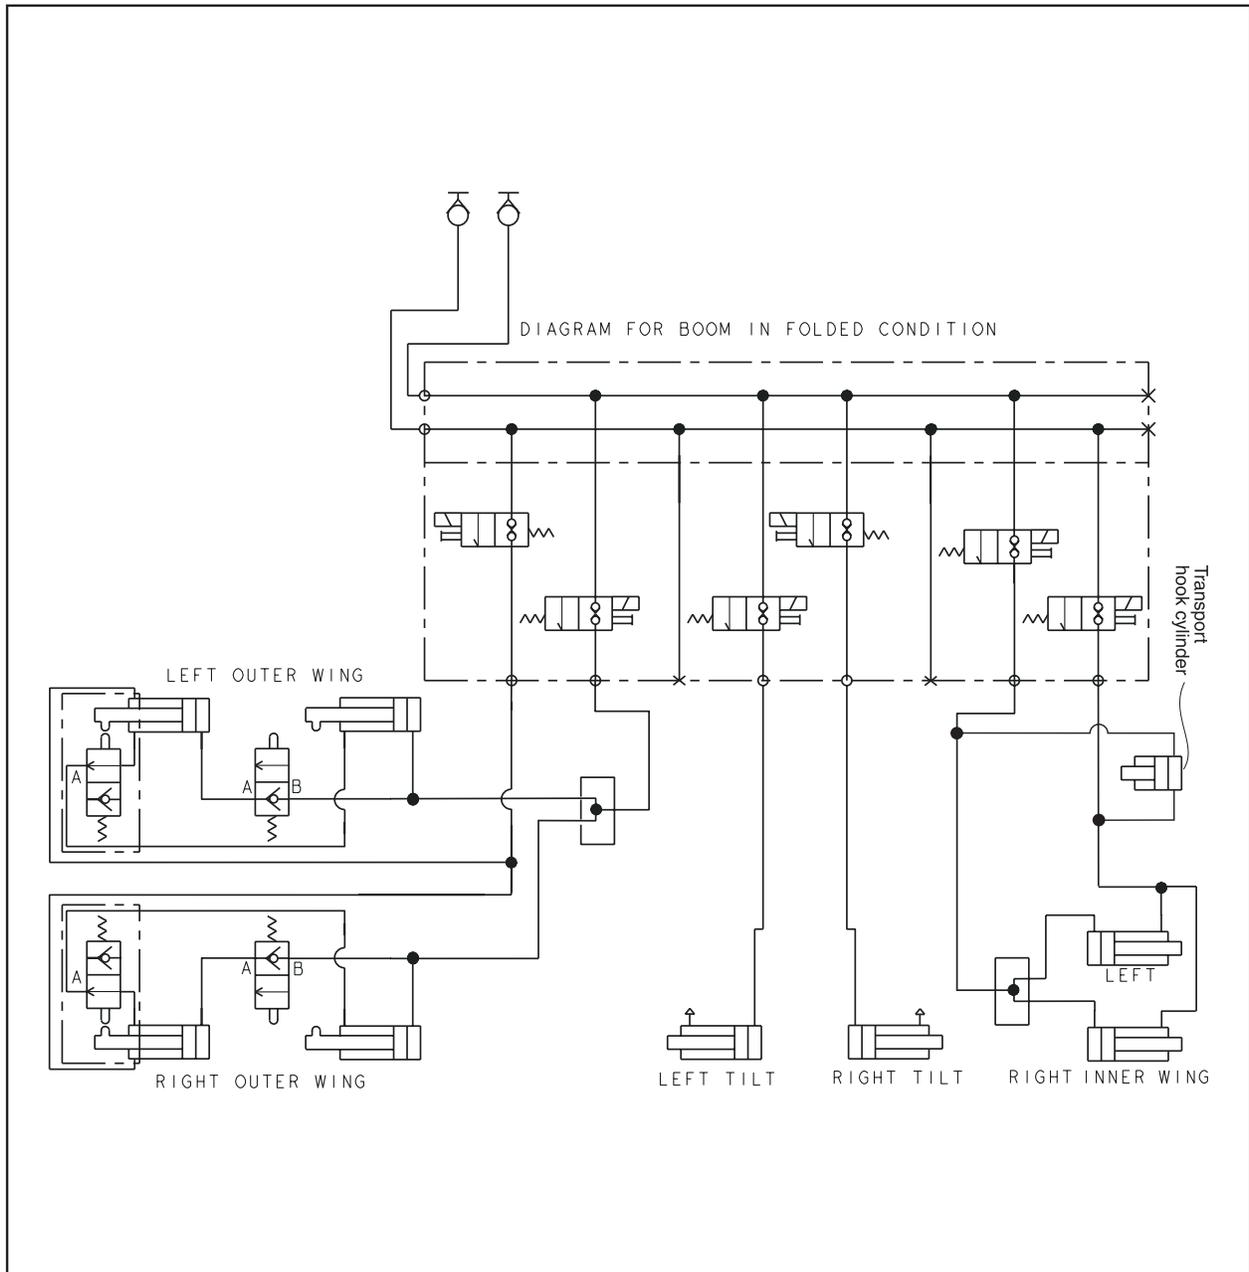 DIAGRAM FOR BOOM IN FOLDED CONDITION
Transport
hook cylinder
LEFT OUTER WING
A
A B
A
A B
RIGHT OUTER WING
LEFT TILT
RIGHT TILT
LEFT
RIGHT INNER WING